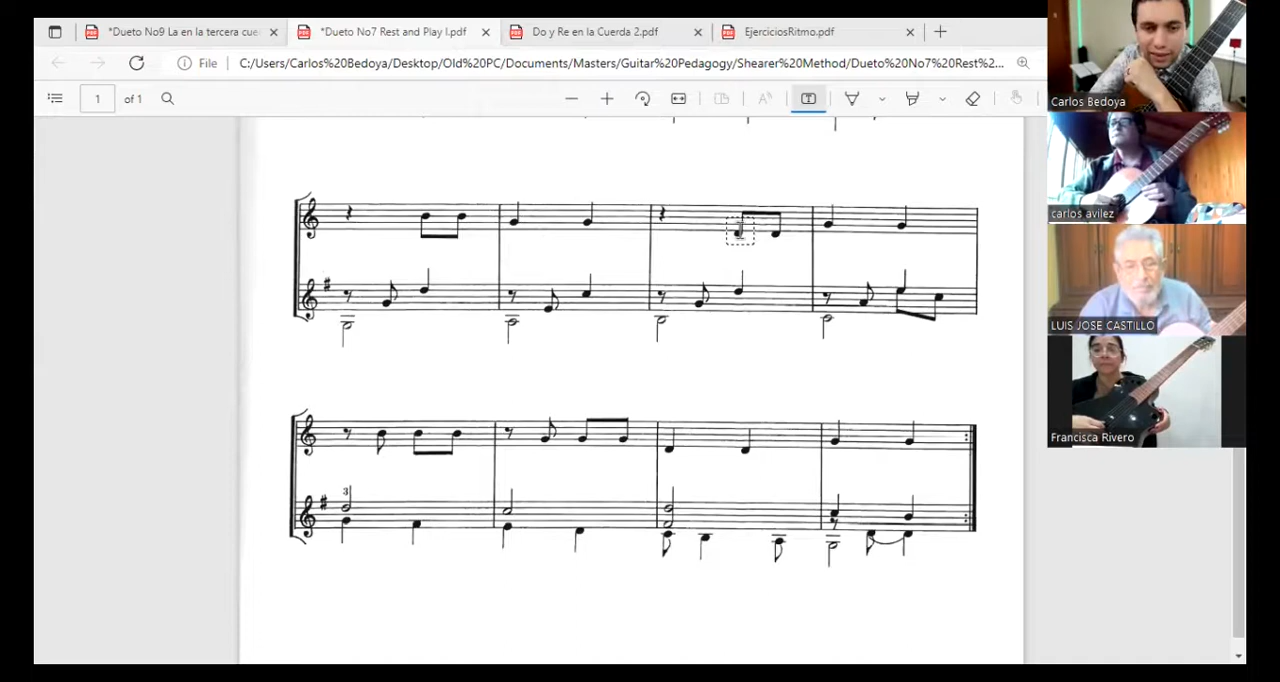 *Dueto No9 La en la tercera cue
*Dueto No7 Rest and Play I.pdf
Do y Re en la Cuerda 2.pdf
EjerciciosRitmo.pdf
File
C:/Users/Carlos%20Bedoya/Desktop/Old%20PC/Documents/Masters/Guitar%20Pedagogy/Shearer%20Method/Dueto%20No7%20Rest%2...
1 of 1
Carlos Bedoya
carlos avilez
LUIS JOSE CASTILLO
Francisca Rivero
3